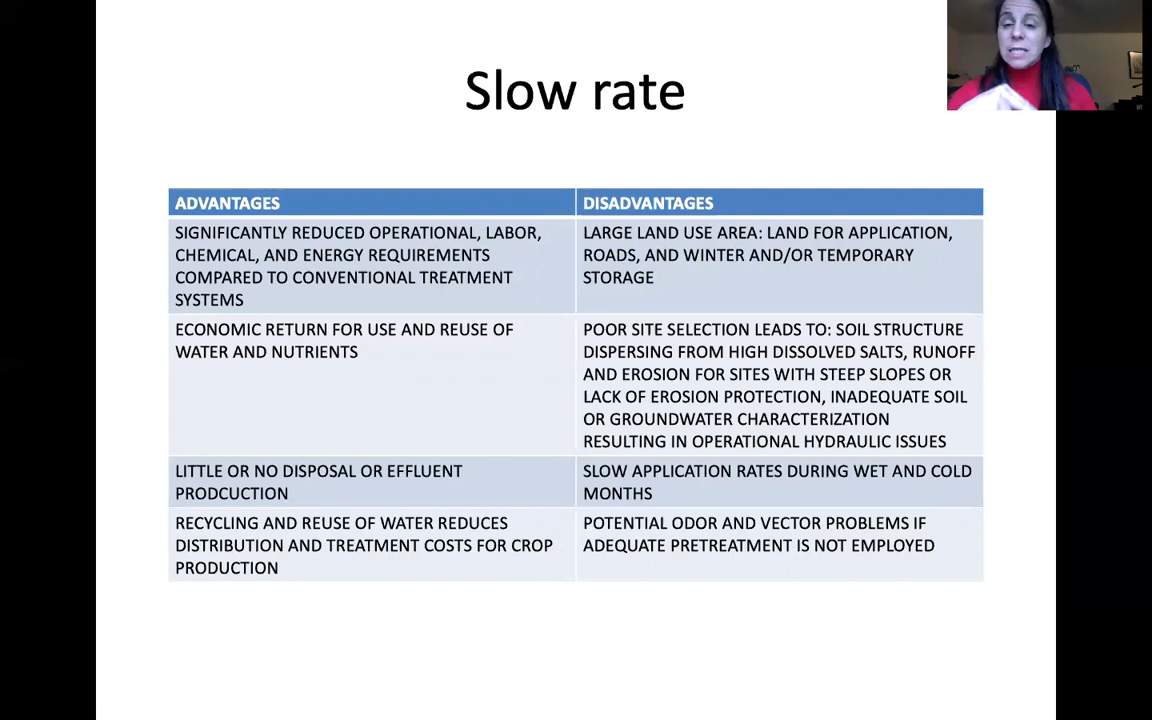 Slow rate
ADVANTAGES
DISADVANTAGES
SIGNIFICANTLY REDUCED OPERATIONAL, LABOR,
CHEMICAL, AND ENERGY REQUIREMENTS
COMPARED TO CONVENTIONAL TREATMENT
SYSTEMS
LARGE LAND USE AREA: LAND FOR APPLICATION,
ROADS, AND WINTER AND/OR TEMPORARY
STORAGE
ECONOMIC RETURN FOR USE AND REUSE OF
WATER AND NUTRIENTS
POOR SITE SELECTION LEADS TO: SOIL STRUCTURE
DISPERSING FROM HIGH DISSOLVED SALTS, RUNOFF
AND EROSION FOR SITES WITH STEEP SLOPES OR
LACK OF EROSION PROTECTION, INADEQUATE SOIL
OR GROUNDWATER CHARACTERIZATION
RESULTING IN OPERATIONAL HYDRAULIC ISSUES
LITTLE OR NO DISPOSAL OR EFFLUENT
PRODCUCTION
SLOW APPLICATION RATES DURING WET AND COLD
MONTHS
RECYCLING AND REUSE OF WATER REDUCES
DISTRIBUTION AND TREATMENT COSTS FOR CROP
PRODUCTION
POTENTIAL ODOR AND VECTOR PROBLEMS IF
ADEQUATE PRETREATMENT IS NOT EMPLOYED